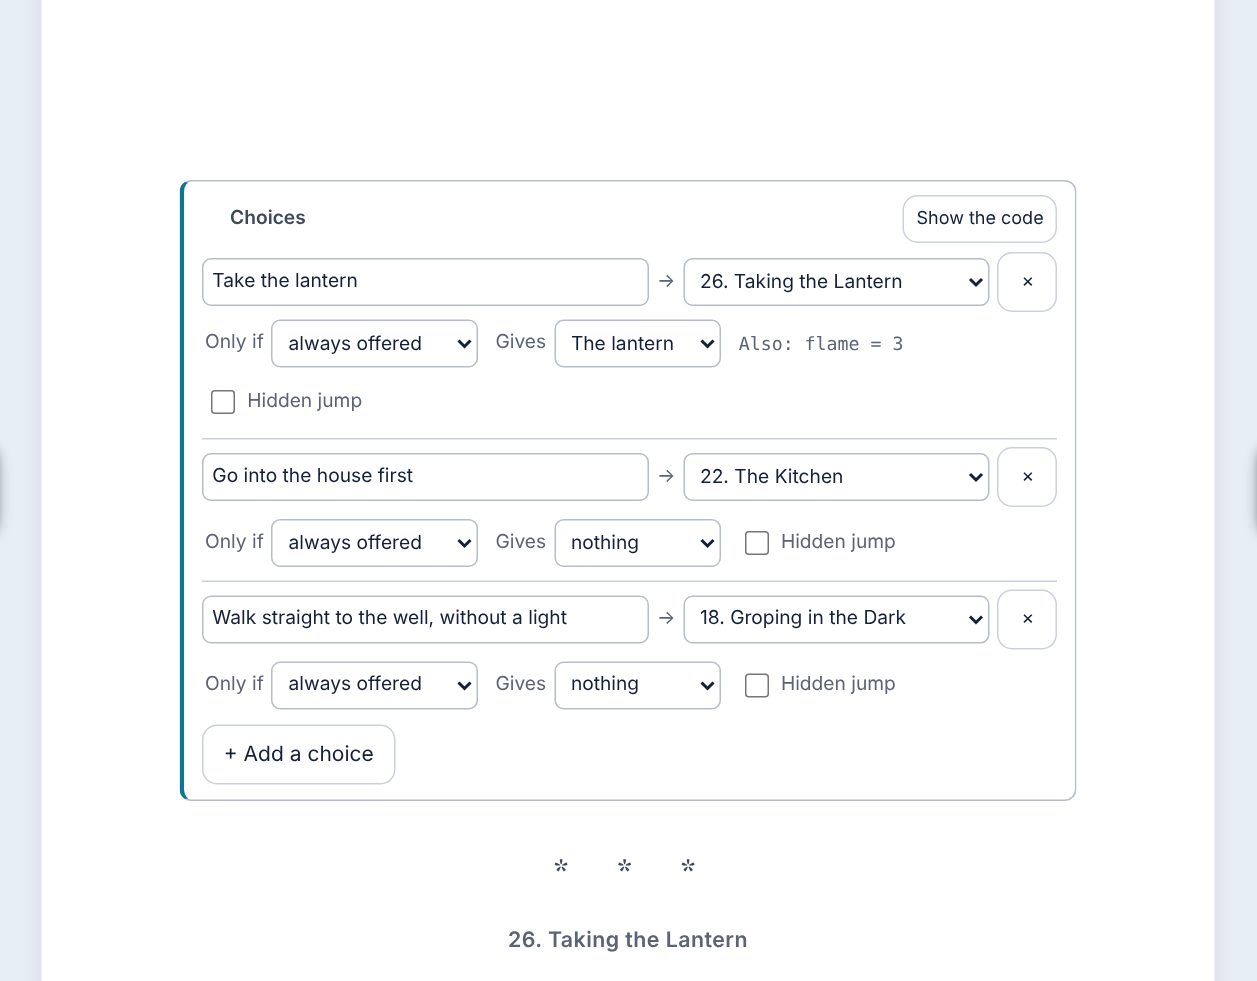 Choices
Show the code
Take the lantern → 26. Taking the Lantern ×
Only if always offered Gives The lantern Also: flame = 3
Hidden jump
Go into the house first → 22. The Kitchen ×
Only if always offered Gives nothing Hidden jump
Walk straight to the well, without a light → 18. Groping in the Dark ×
Only if always offered Gives nothing Hidden jump
+ Add a choice
* * *
26. Taking the Lantern